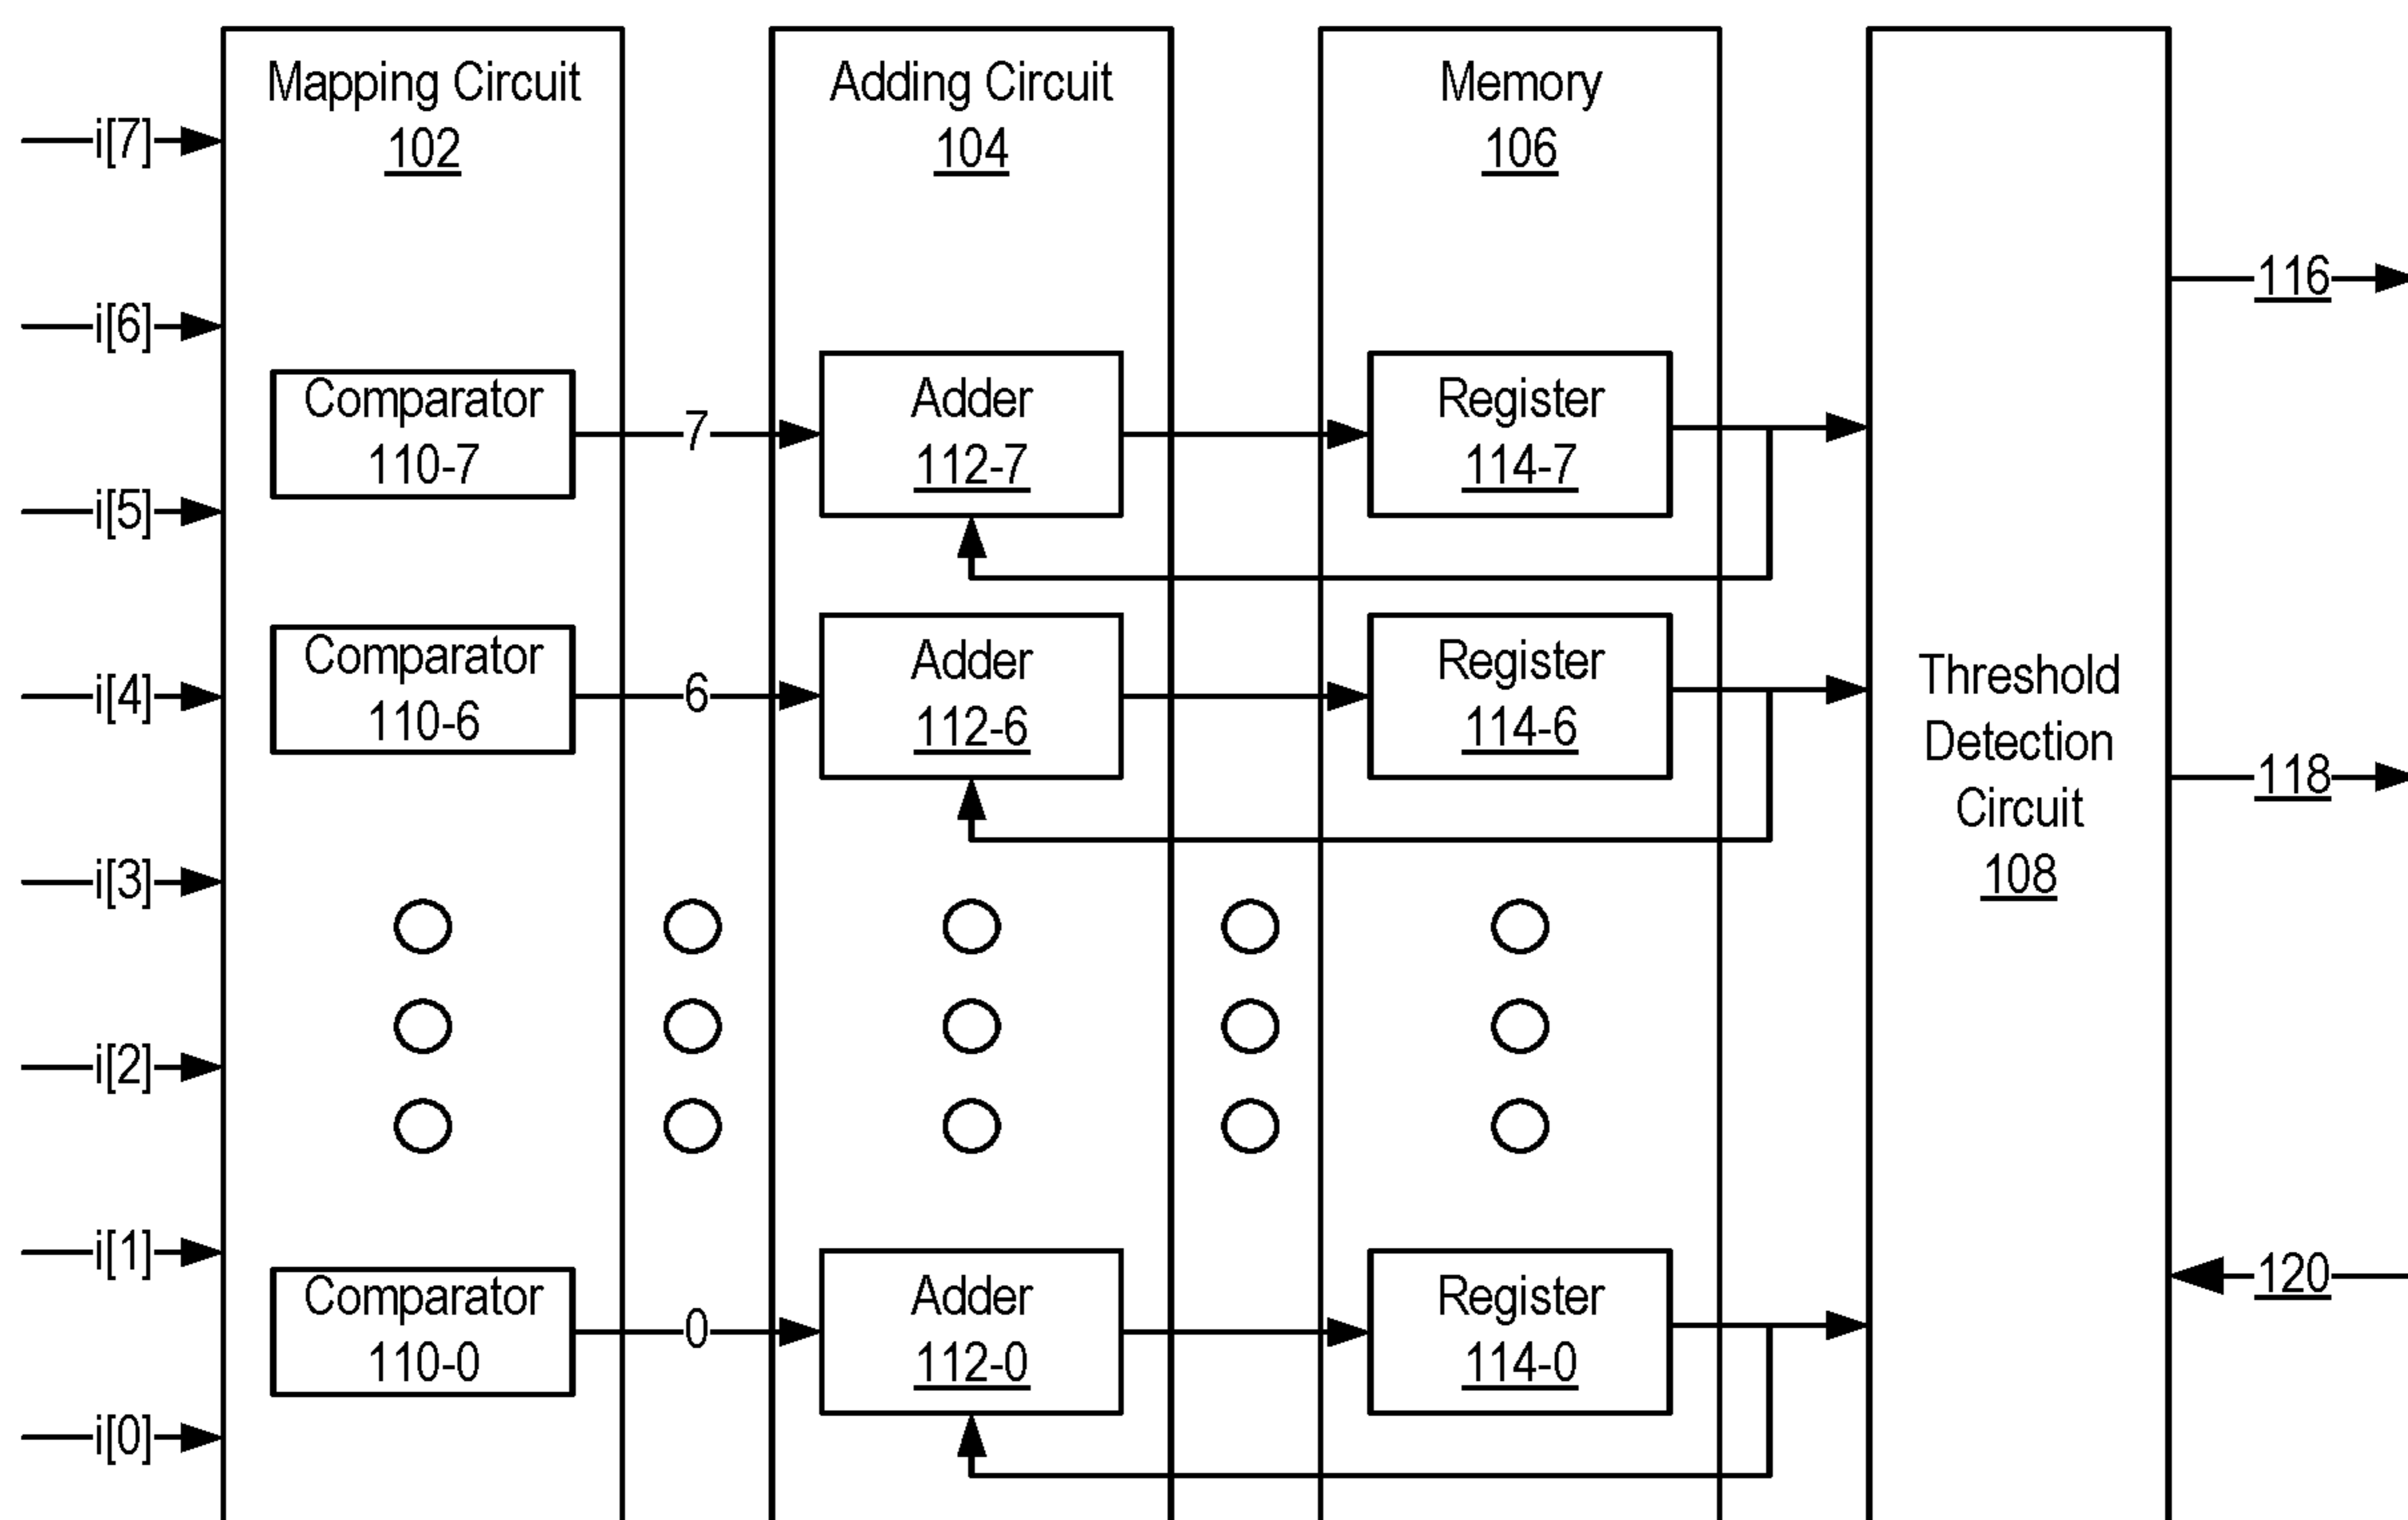 Mapping Circuit
102
Adding Circuit
104
Memory
106
i[7]
i[6]
i[5]
i[4]
i[3]
i[2]
i[1]
i[0]
Comparator
110-7
7
Adder
112-7
Register
114-7
Comparator
110-6
6
Adder
112-6
Register
114-6
Comparator
110-0
0
Adder
112-0
Register
114-0
Threshold
Detection
Circuit
108
116
118
120